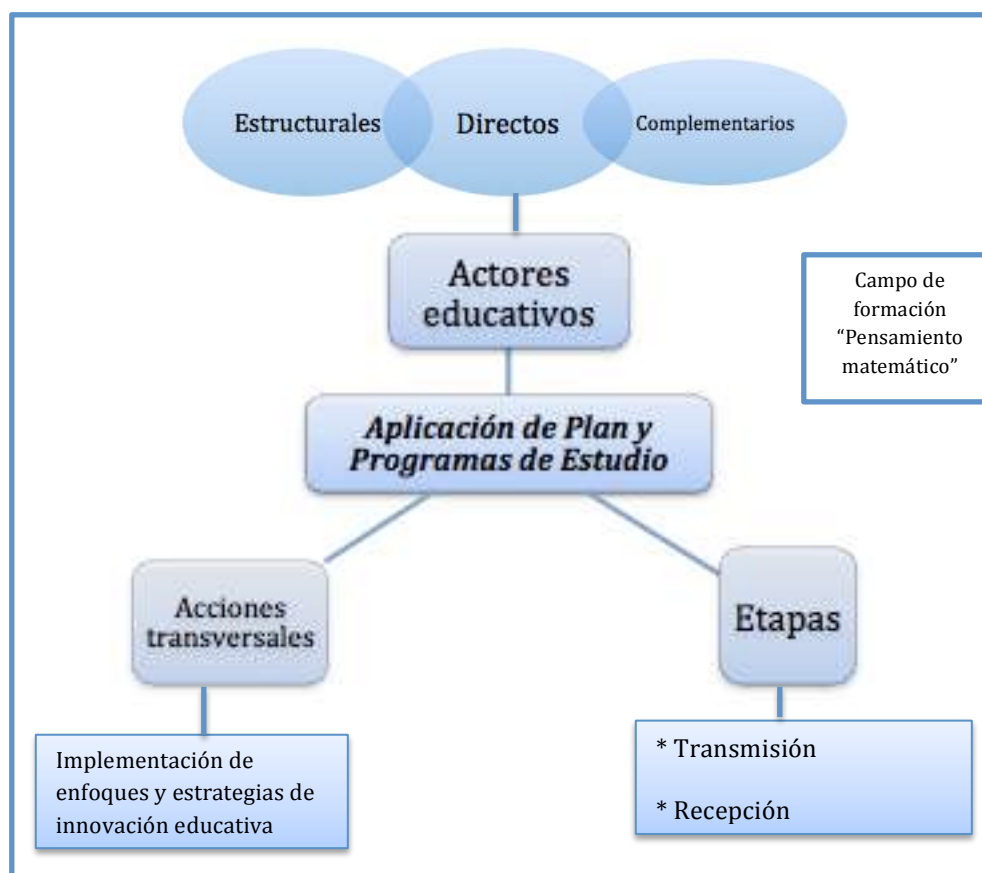 Estructurales
Directos
Complementarios
Actores
educativos
Campo de
formación
“Pensamiento
matemático”
Aplicación de Plan y
Programas de Estudio
Acciones
transversales
Etapas
Implementación de
enfoques y estrategias de
innovación educativa
* Transmisión
* Recepción